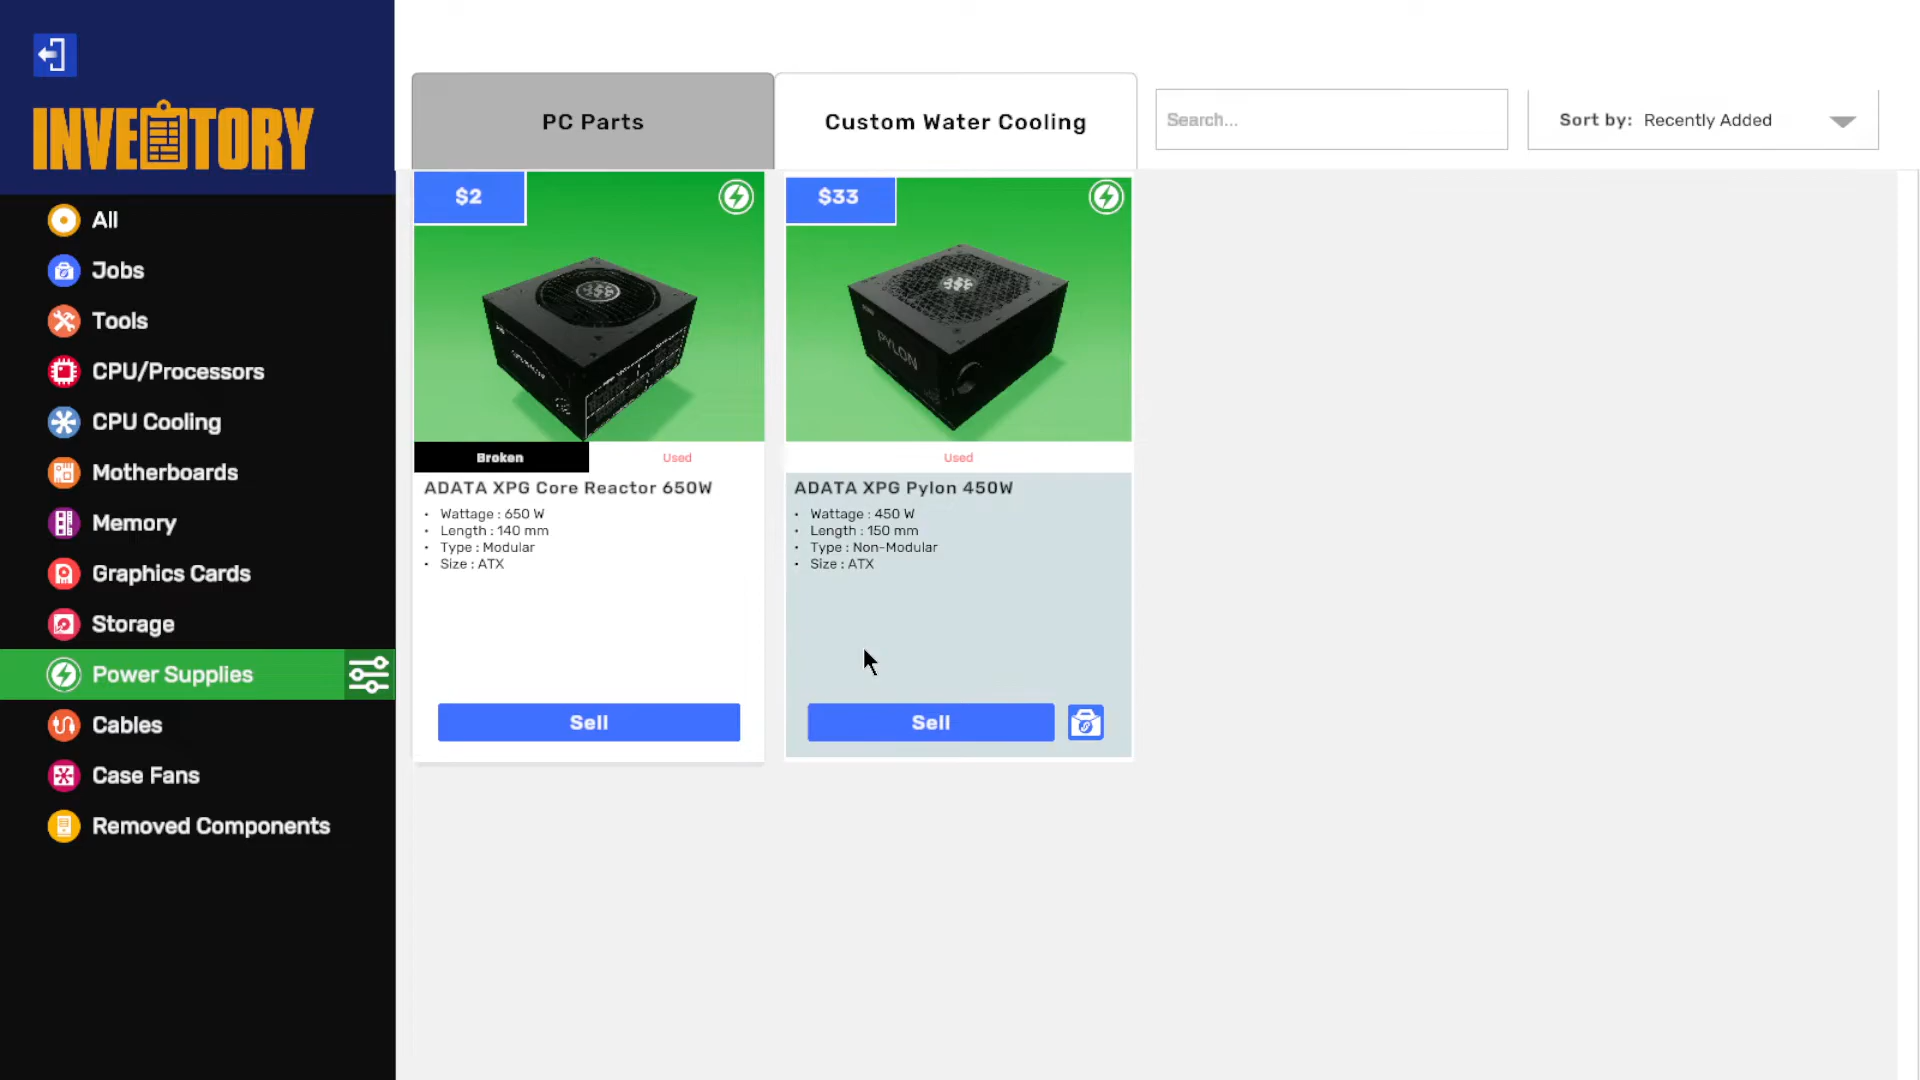 INVENTORY
All
Jobs
Tools
CPU/Processors
CPU Cooling
Motherboards
Memory
Graphics Cards
Storage
Power Supplies
Cables
Case Fans
Removed Components
PC Parts
Custom Water Cooling
Search...
Sort by: Recently Added
$2
Broken
Used
ADATA XPG Core Reactor 650W
• Wattage : 650 W
• Length : 140 mm
• Type : Modular
• Size : ATX
Sell
$33
PYLON
Used
ADATA XPG Pylon 450W
• Wattage : 450 W
• Length : 150 mm
• Type : Non-Modular
• Size : ATX
Sell